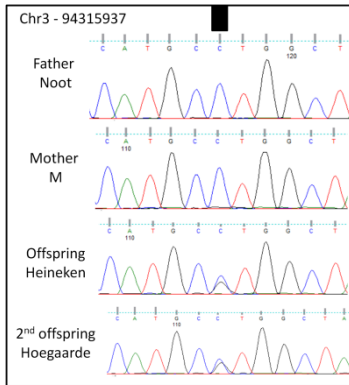 Chr3 - 94315937
C A T G C C T G G C T
120
Father
Noot
C A T G C C T G G C T
110
Mother
M
C A T G C C T G G C T
110
Offspring
Heineken
C A T G C C T G G C T A
110
2nd offspring
Hoegaarde